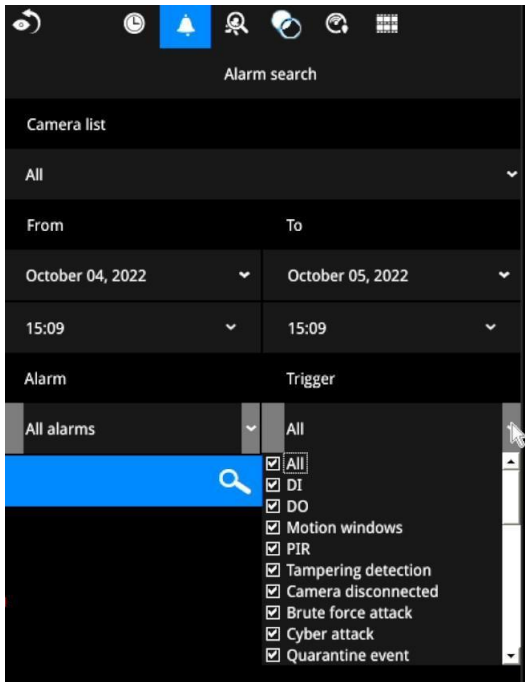 Alarm search
Camera list
All
From To
October 04, 2022 October 05, 2022
15:09 15:09
Alarm Trigger
All alarms All
All
DI
DO
Motion windows
PIR
Tampering detection
Camera disconnected
Brute force attack
Cyber attack
Quarantine event